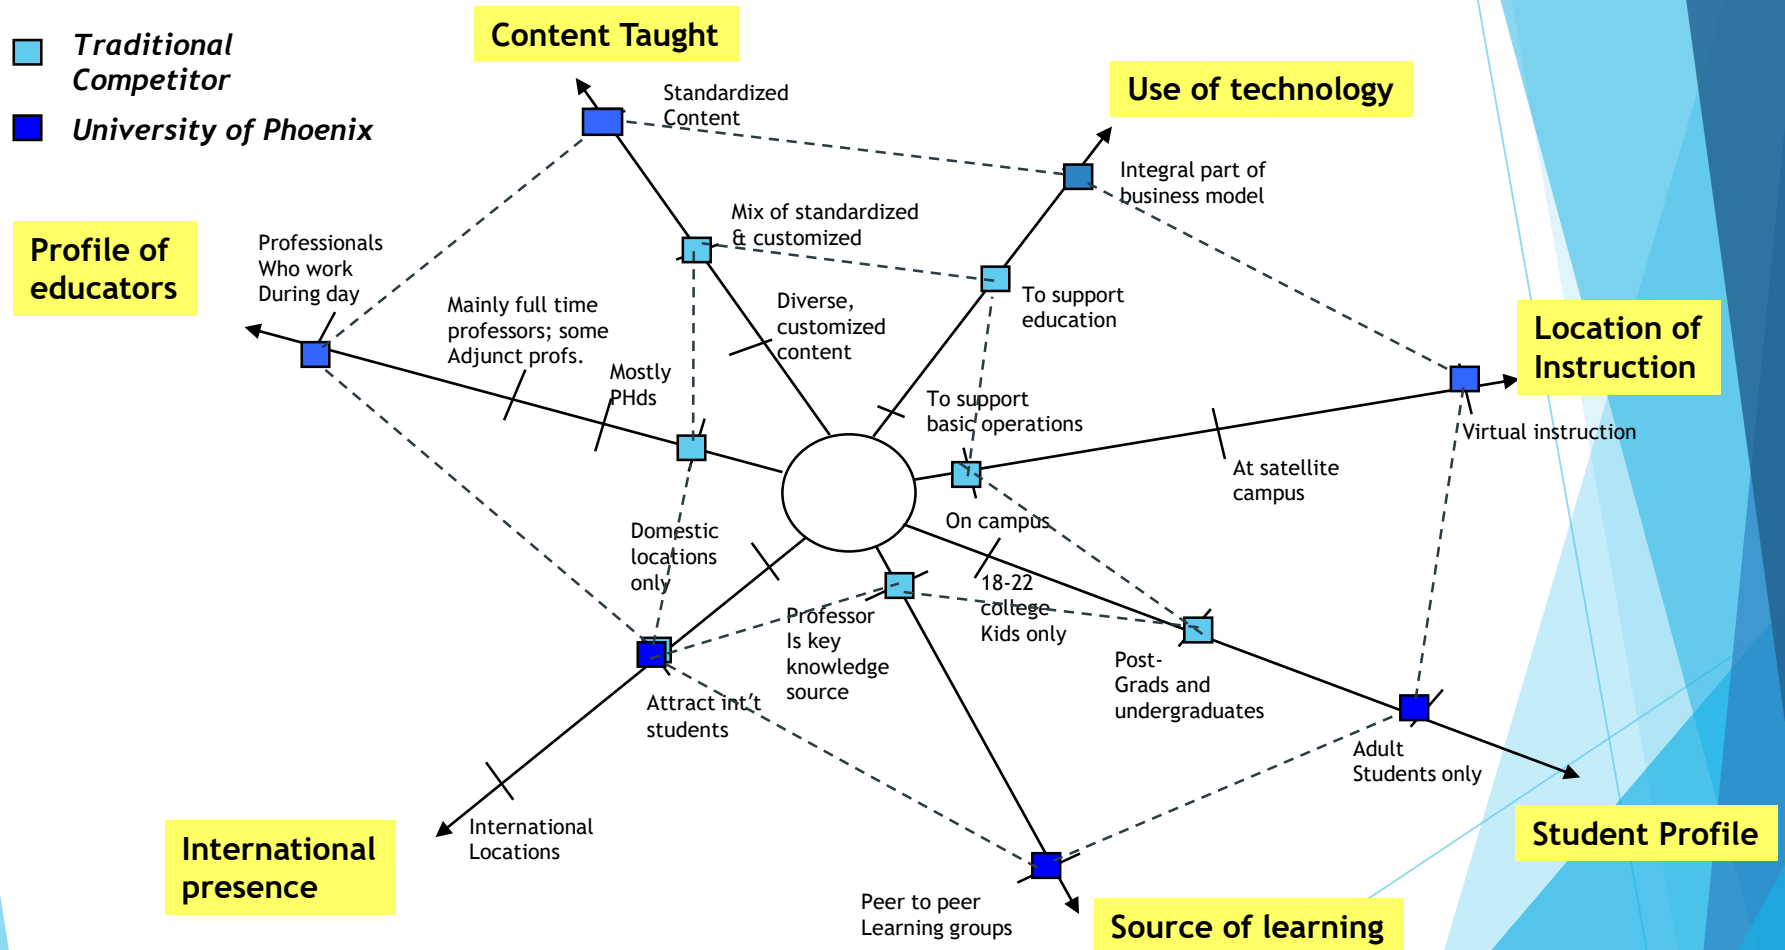 Traditional
Competitor
University of Phoenix
Content Taught
Standardized
Content
Use of technology
Integral part of
business model
Mix of standardized
& customized
Profile of
educators
Professionals
Who work
During day
Mainly full time
professors; some
Adjunct profs.
Mostly
PHds
Diverse,
customized
content
To support
education
Location of
Instruction
To support
basic operations
Virtual instruction
At satellite
campus
On campus
Domestic
locations
only
18-22
college
Kids only
Professor
Is key
knowledge
source
Post-
Grads and
undergraduates
Attract int't
students
Adult
Students only
International
Locations
International
presence
Student Profile
Peer to peer
Learning groups
Source of learning